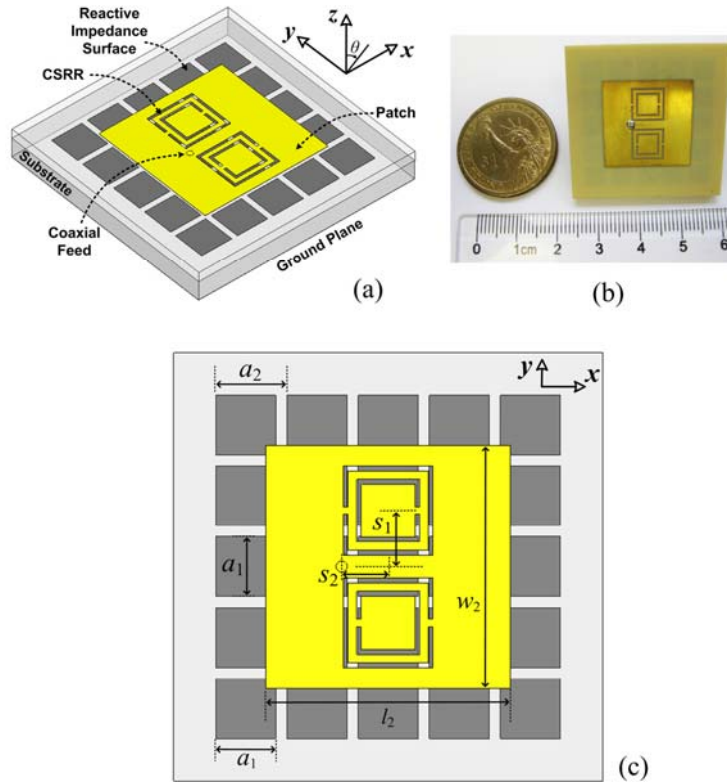 Reactive
Impedance
Surface
CSRR
z
y
θ
x
Patch
Substrate
Coaxial
Feed
Ground Plane
(a)
0 1cm 2 3 4 5 6
(b)
a2
y
x
s1
a1
s2
w2
l2
a1
(c)